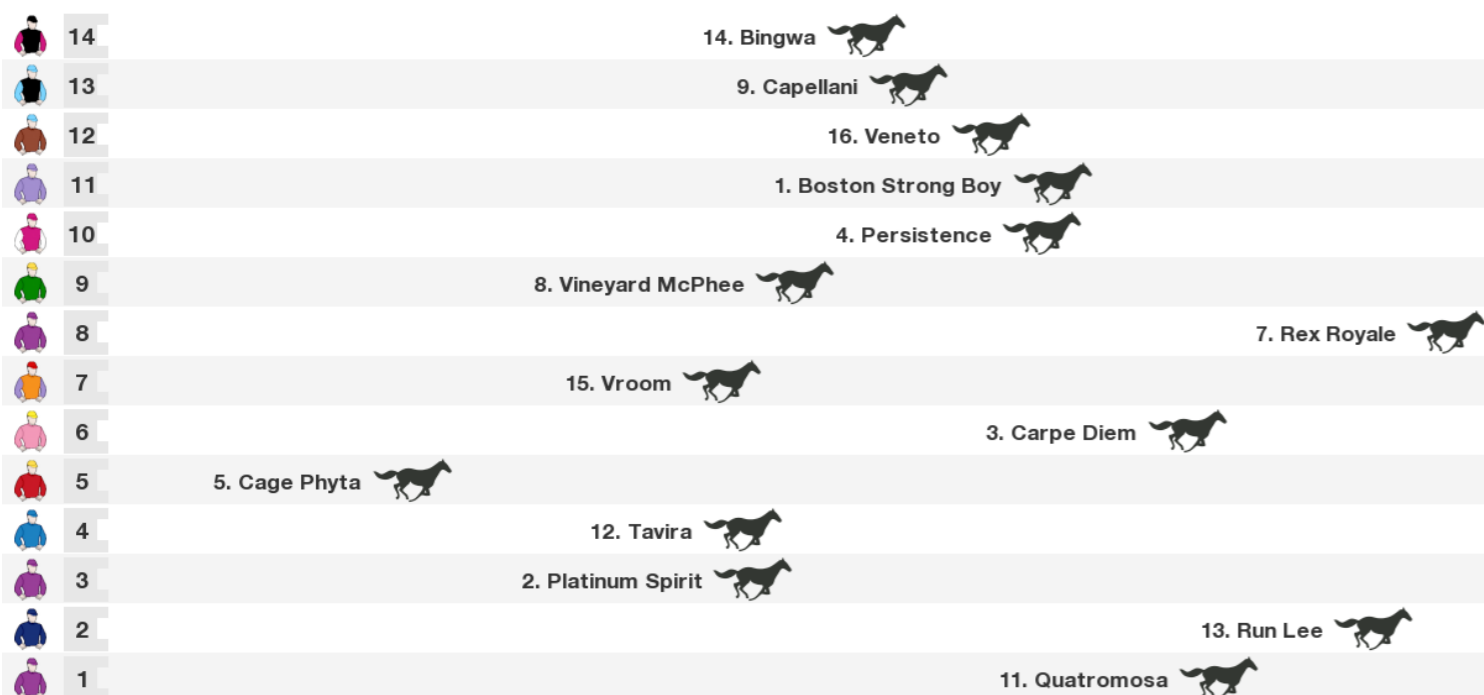 14 14. Bingwa
13 9. Capellani
12 16. Veneto
11 1. Boston Strong Boy
10 4. Persistence
9 8. Vineyard McPhee
8 7. Rex Royale
7 15. Vroom
6 3. Carpe Diem
5 5. Cage Phyta
4 12. Tavira
3 2. Platinum Spirit
2 13. Run Lee
1 11. Quatromosa